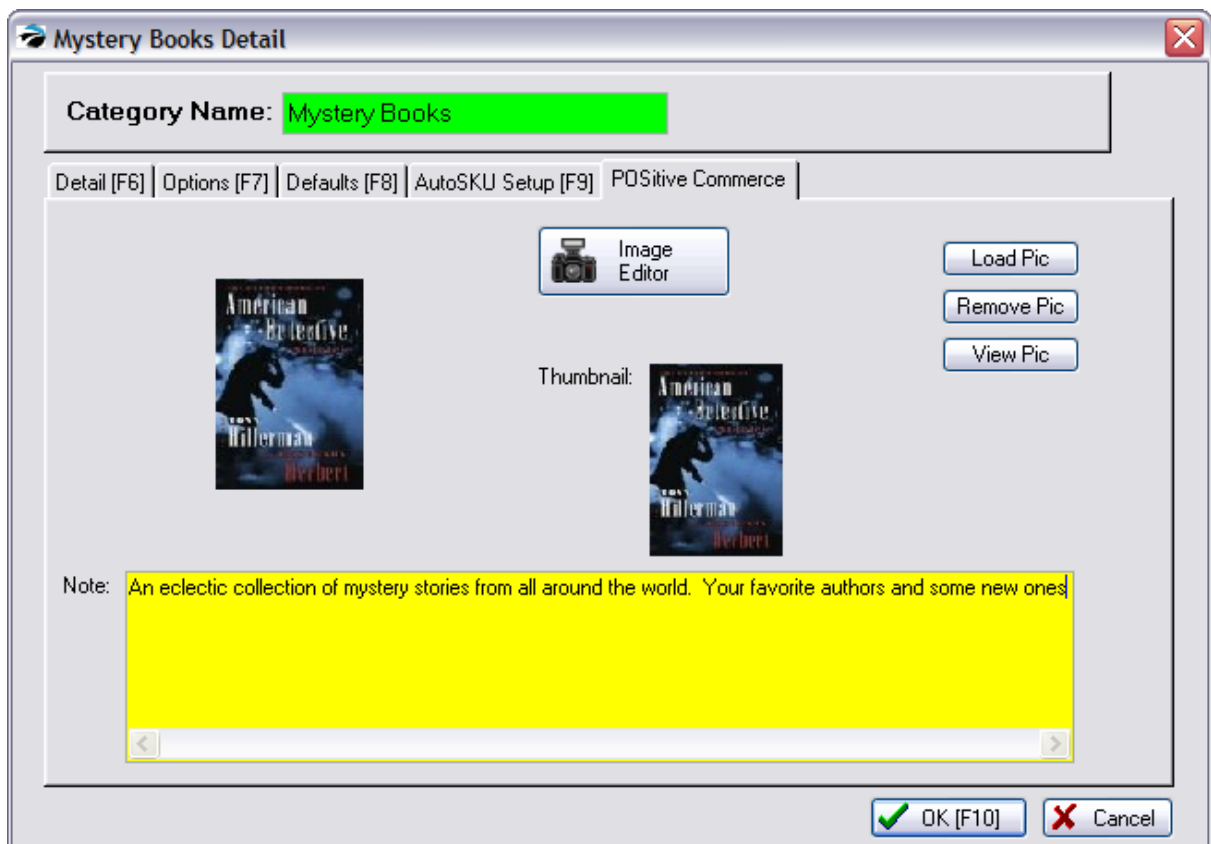 Mystery Books Detail
Category Name: Mystery Books
Detail [F6] Options [F7] Defaults [F8] AutoSKU Setup [F9] POSitive Commerce
Image
Editor
Load Pic
Remove Pic
View Pic
American
Detective
Tony
Hillerman
Herbert
Thumbnail:
American
Detective
Tony
Hillerman
Herbert
Note: An eclectic collection of mystery stories from all around the world.  Your favorite authors and some new ones
OK [F10] Cancel